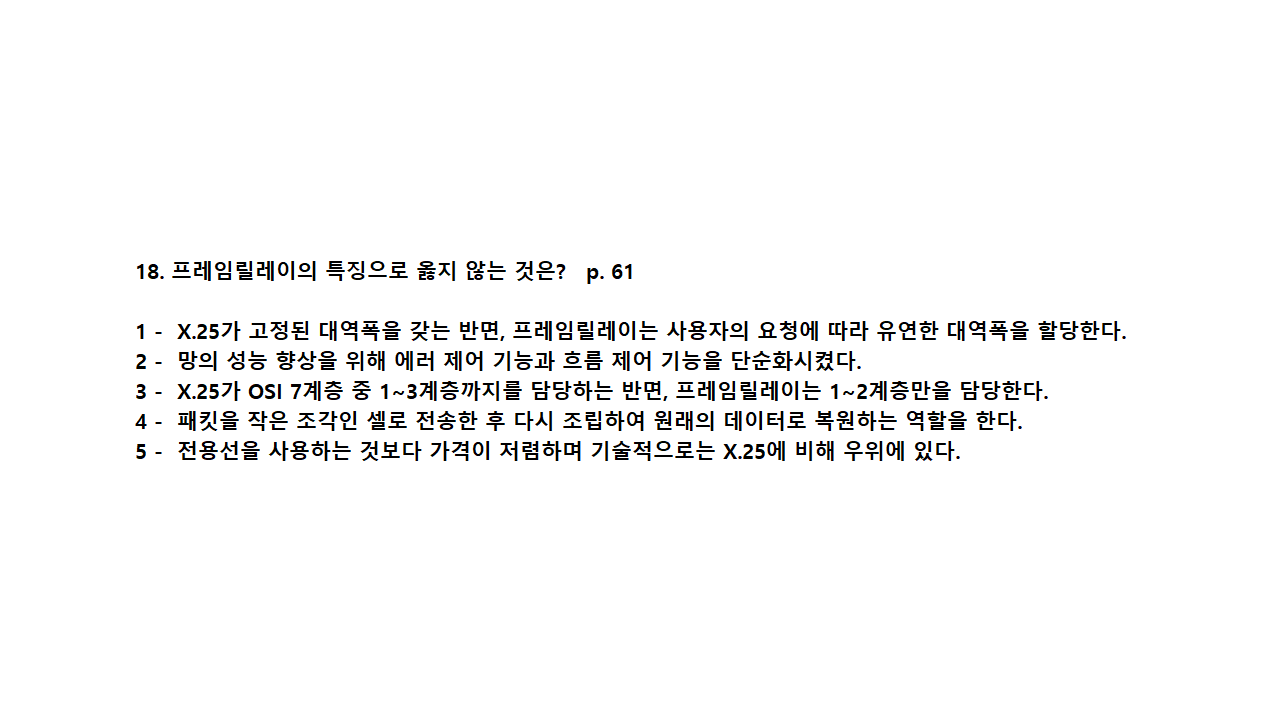 18. 프레임릴레이의 특징으로 옳지 않는 것은? p. 61
1 - X.25가 고정된 대역폭을 갖는 반면, 프레임릴레이는 사용자의 요청에 따라 유연한 대역폭을 할당한다.
2 - 망의 성능 향상을 위해 에러 제어 기능과 흐름 제어 기능을 단순화시켰다.
3 - X.25가 OSI 7계층 중 1~3계층까지를 담당하는 반면, 프레임릴레이는 1~2계층만을 담당한다.
4 - 패킷을 작은 조각인 셀로 전송한 후 다시 조립하여 원래의 데이터로 복원하는 역할을 한다.
5 - 전용선을 사용하는 것보다 가격이 저렴하며 기술적으로는 X.25에 비해 우위에 있다.